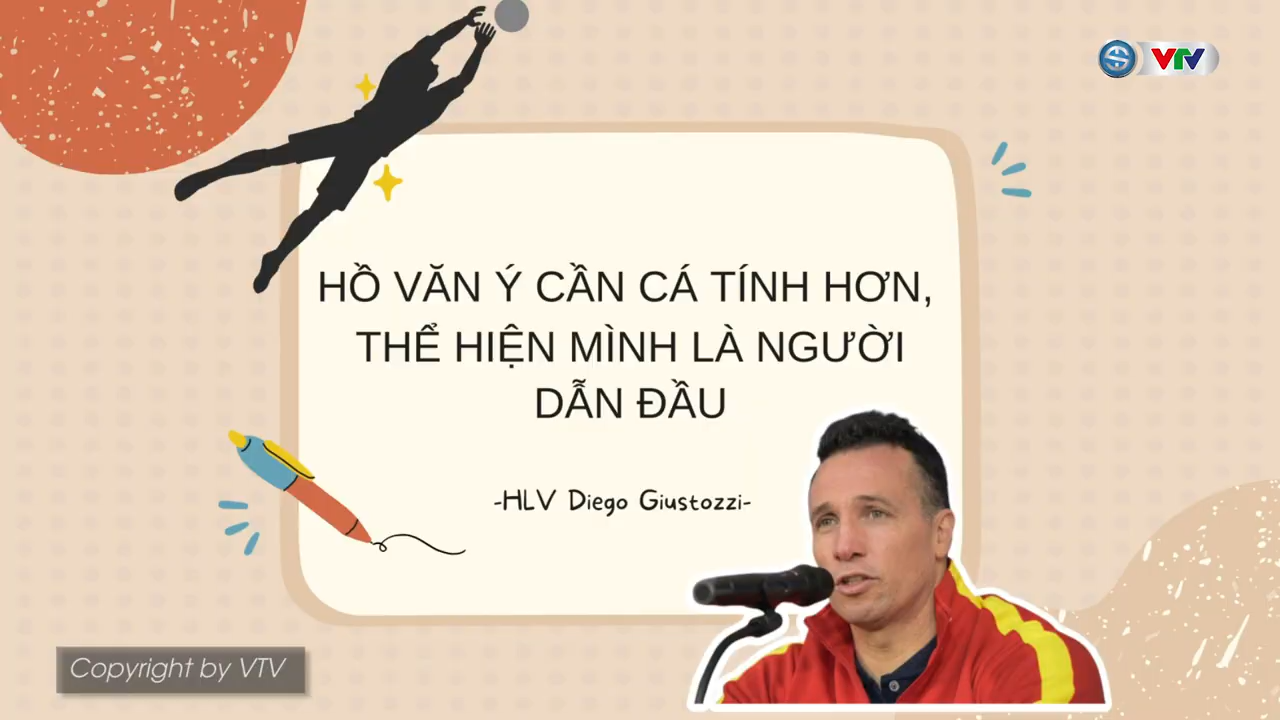 VTV
HỒ VĂN Ý CẦN CÁ TÍNH HƠN,
THỂ HIỆN MÌNH LÀ NGƯỜI
DẪN ĐẦU
-HLV Diego Giustozzi-
Copyright by VTV